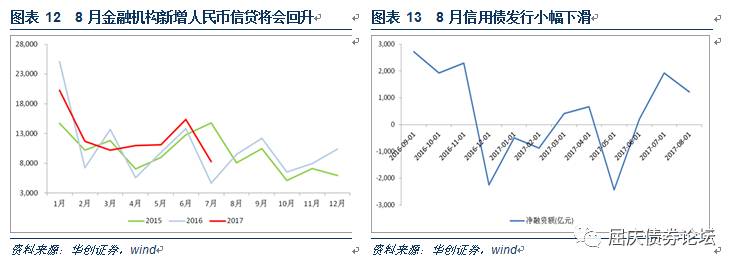 图表 12 8 月金融机构新增人民币信贷将会回升
28,000
23,000
18,000
13,000
8,000
3,000
1月 2月 3月 4月 5月 6月 7月 8月 9月 10月 11月 12月
2015 2016 2017
资料来源：华创证券，wind
图表 13 8 月信用债发行小幅下滑
3,000
2,000
1,000
0
-1,000
-2,000
-3,000
2016-09-01 2016-10-01 2016-11-01 2016-12-01 2017-01-01 2017-02-01 2017-03-01 2017-04-01 2017-05-01 2017-06-01 2017-07-01 2017-08-01
净融资额(亿元)
资料来源：华创证券，wind
屈庆债券论坛